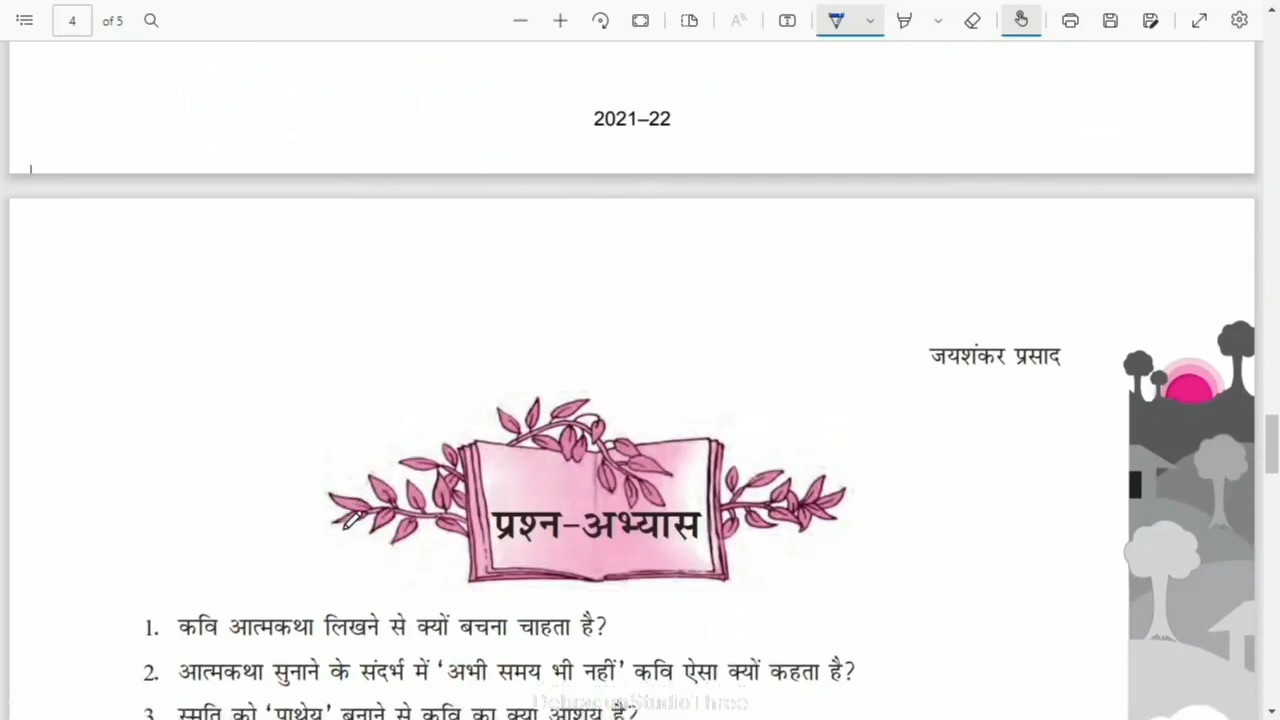 4 of 5
2021–22
जयशंकर प्रसाद
प्रश्न–अभ्यास
1. कवि आत्मकथा लिखने से क्यों बचना चाहता है?
2. आत्मकथा सुनाने के संदर्भ में ‘अभी समय भी नहीं’ कवि ऐसा क्यों कहता है?
3. स्मृति को ‘पाथेय’ बनाने से कवि का क्या आशय है?